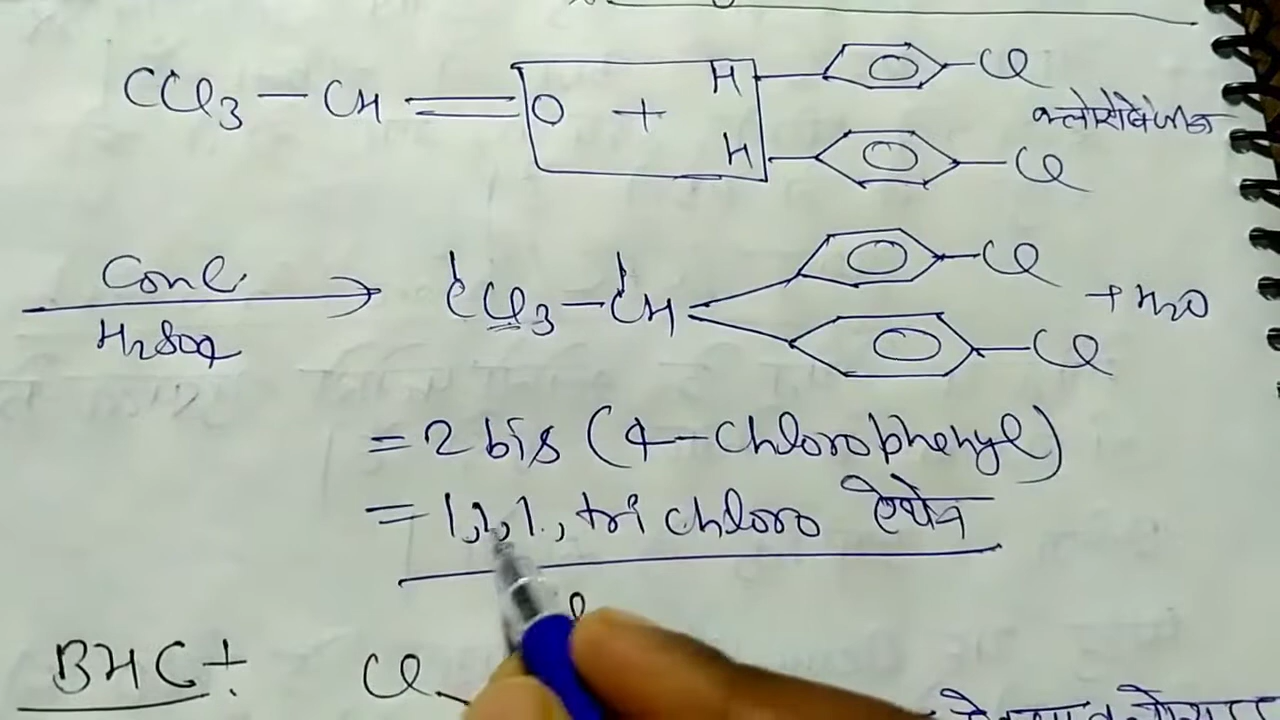 CCl3 – CH = O + H – Cl
H – Cl
क्लोरोबेंजीन
Conc
H2SO4
CCl3 – CH – Cl + H2O
– Cl
= 2 bis (4-chlorophenyl)
= 1,1,1, tri chloro ऐथेन
BHC Cl